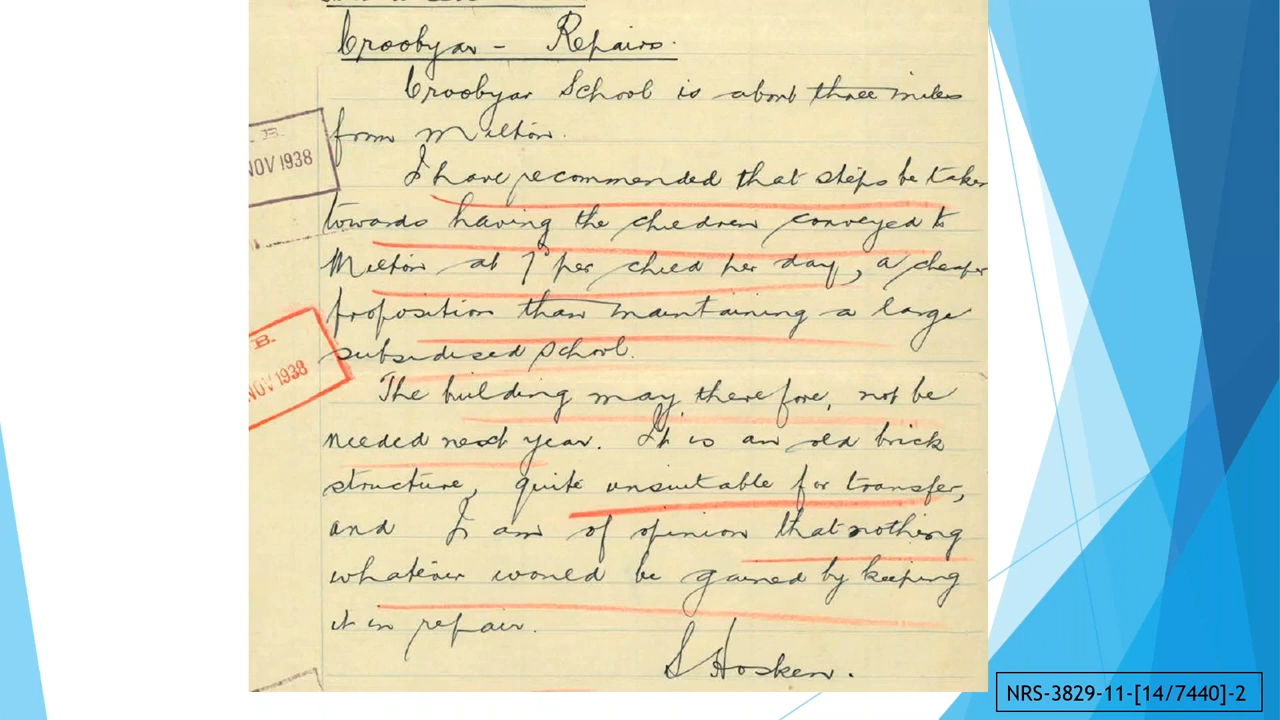 Croobyar - Repairs.
Croobyar School is about three miles
from Milton.
I have recommended that steps be taken
towards having the children conveyed to
Milton at 7ᵈ per child per day, a cheaper
proposition than maintaining a large
subsidised school.
The building may, therefore, not be
needed next year. It is an old brick
structure, quite unsuitable for transfer,
and I am of opinion that nothing
whatever would be gained by keeping
it in repair.
S Hosken.
B.
NOV 1938
B.
NOV 1938
NRS-3829-11-[14/7440]-2